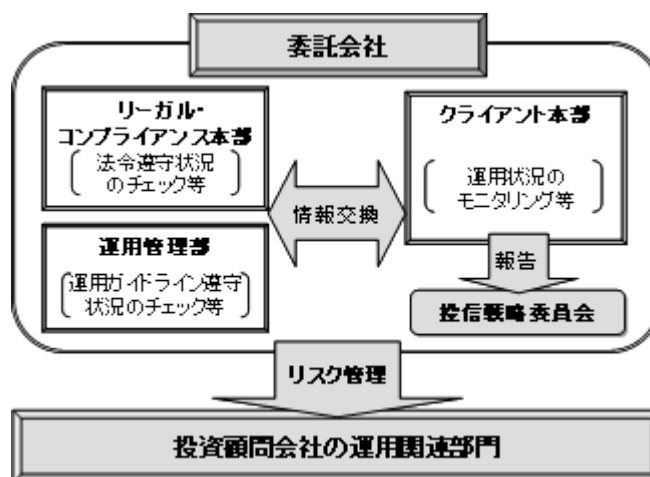 委託会社
リーガル・
コンプライアンス本部
法令遵守状況
のチェック等
クライアント本部
運用状況の
モニタリング等
情報交換
運用管理部
運用ガイドライン遵守
状況のチェック等
報告
投信戦略委員会
リスク管理
投資顧問会社の運用関連部門